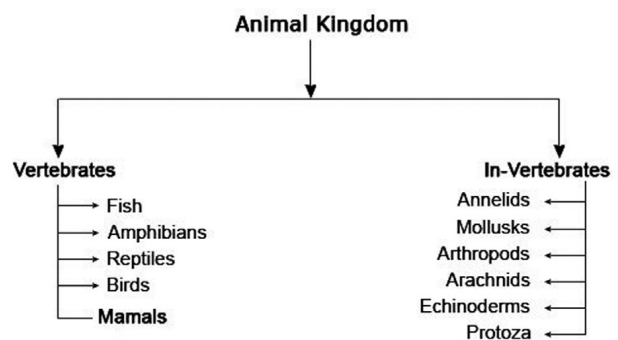 Animal Kingdom
Vertebrates
Fish
Amphibians
Reptiles
Birds
Mamals
In-Vertebrates
Annelids
Mollusks
Arthropods
Arachnids
Echinoderms
Protoza